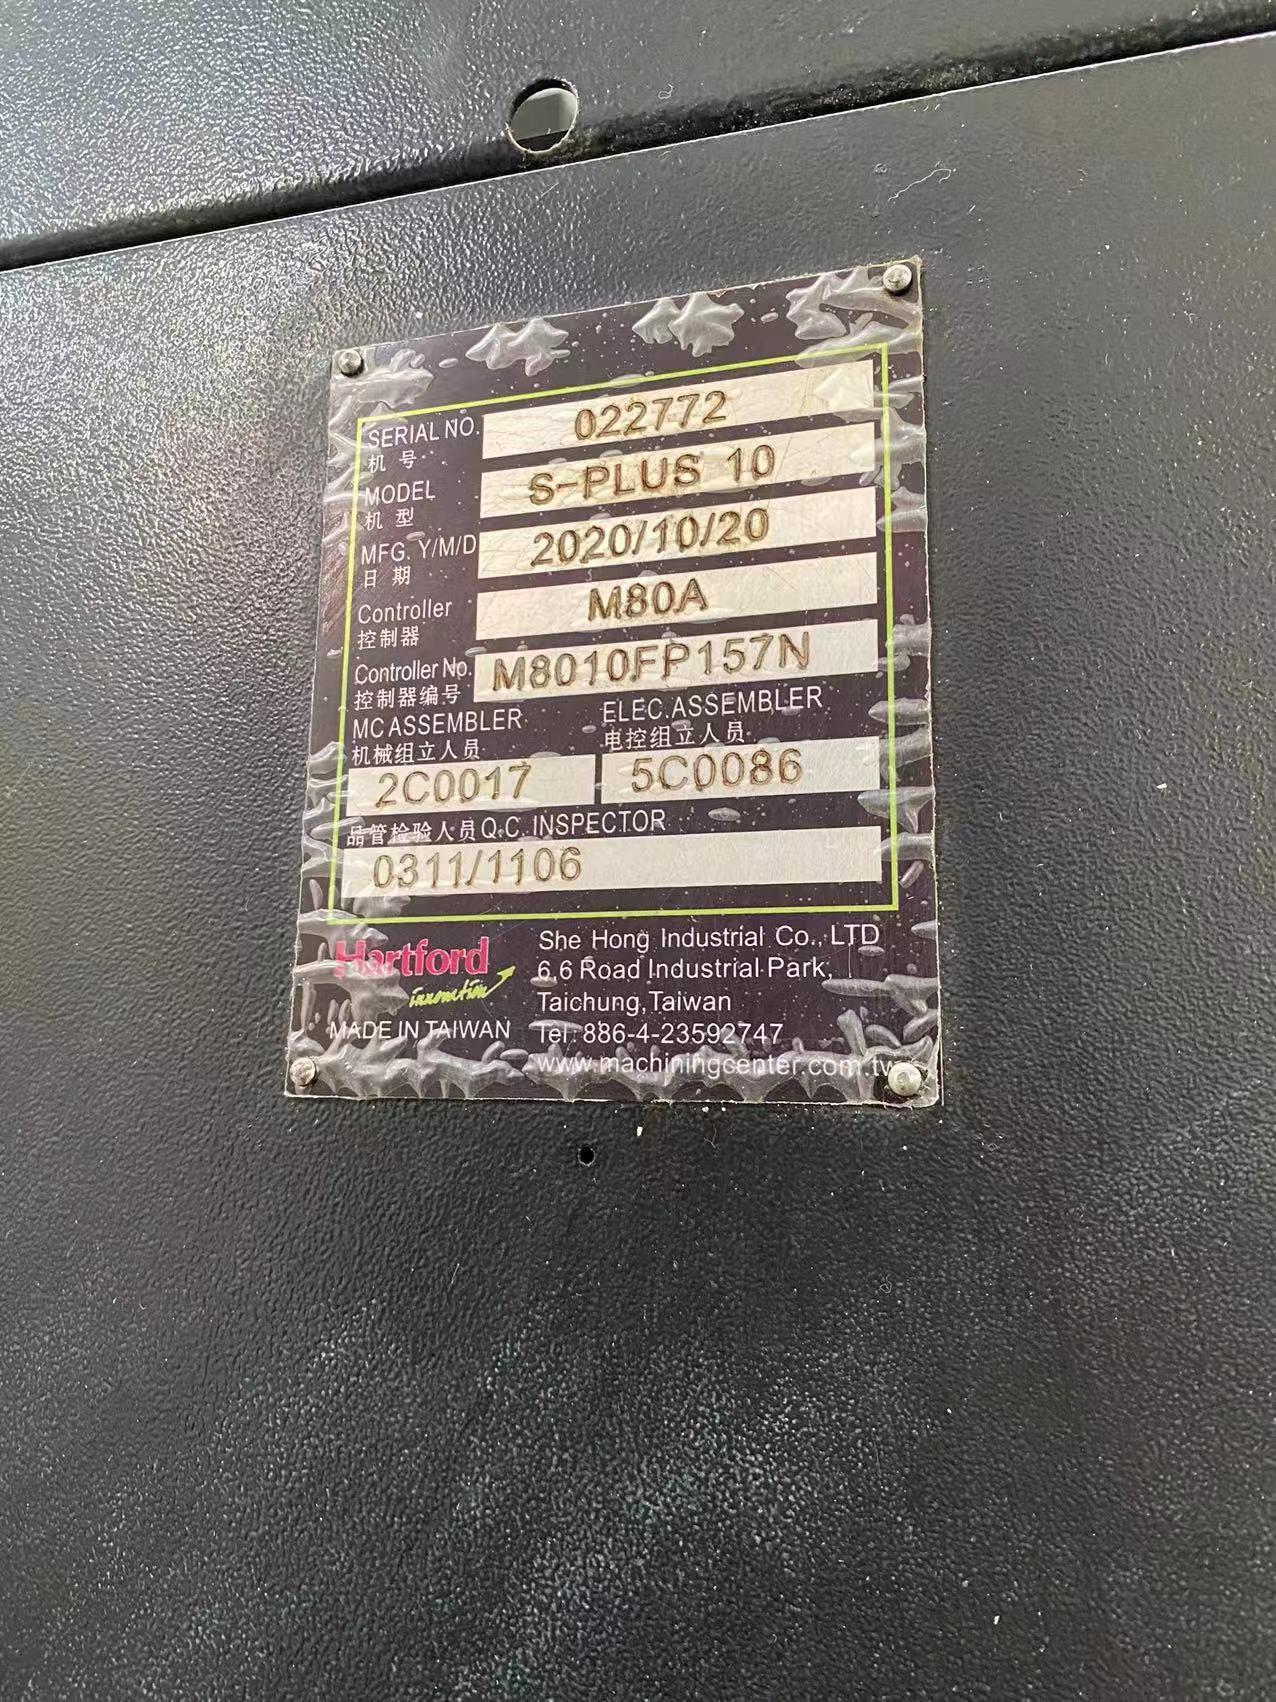 SERIAL NO. 022772
机号
MODEL S-PLUS 10
机型
MFG. Y/M/D 2020/10/20
日期
Controller M80A
控制器
Controller No. M8010FP157N
控制器编号
MC ASSEMBLER ELEC.ASSEMBLER
机械组立人员 电控组立人员
2C0017 5C0086
品管检验人员 Q.C. INSPECTOR
0311/1106
Hartford
innovation
MADE IN TAIWAN
She Hong Industrial Co., LTD
6,6 Road Industrial Park,
Taichung,Taiwan
Tel: 886-4-23592747
www.machiningcenter.com.tw